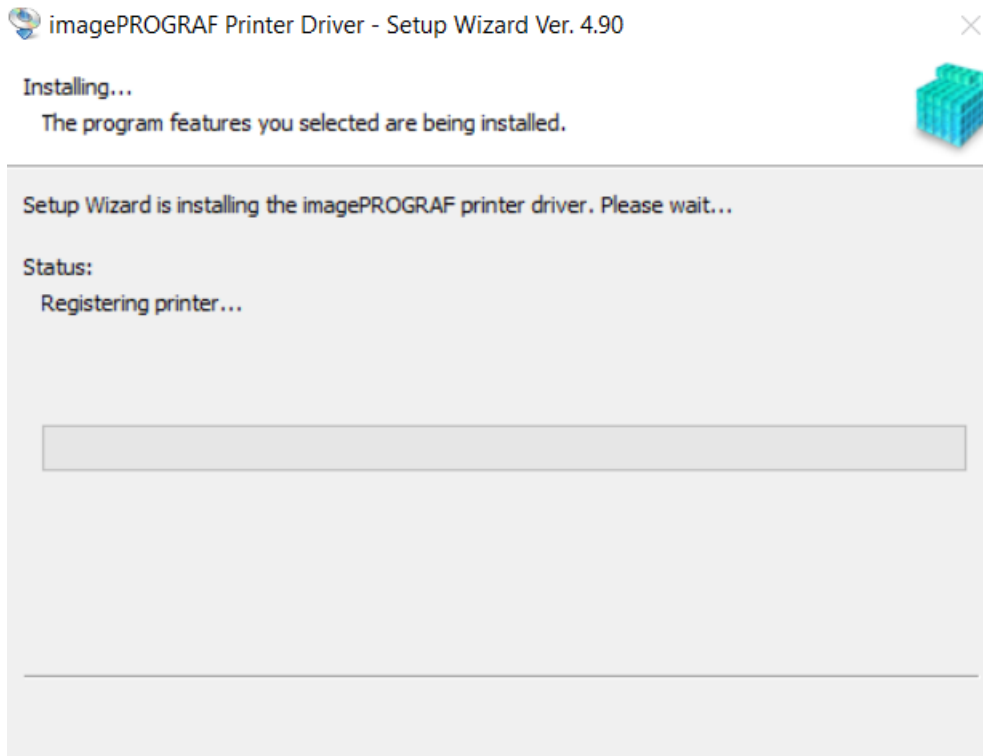 imagePROGRAF Printer Driver - Setup Wizard Ver. 4.90
Installing...
The program features you selected are being installed.
Setup Wizard is installing the imagePROGRAF printer driver. Please wait...
Status:
Registering printer...